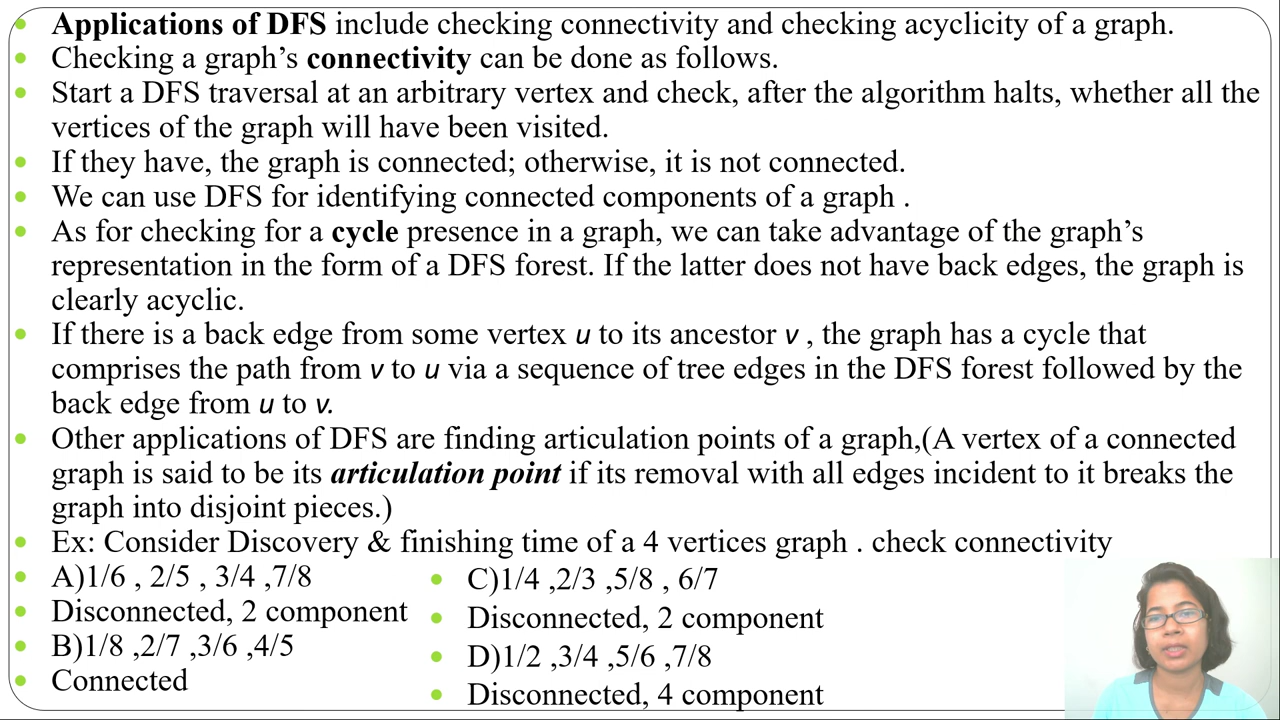 Applications of DFS include checking connectivity and checking acyclicity of a graph.
Checking a graph’s connectivity can be done as follows.
Start a DFS traversal at an arbitrary vertex and check, after the algorithm halts, whether all the
vertices of the graph will have been visited.
If they have, the graph is connected; otherwise, it is not connected.
We can use DFS for identifying connected components of a graph .
As for checking for a cycle presence in a graph, we can take advantage of the graph’s
representation in the form of a DFS forest. If the latter does not have back edges, the graph is
clearly acyclic.
If there is a back edge from some vertex u to its ancestor v , the graph has a cycle that
comprises the path from v to u via a sequence of tree edges in the DFS forest followed by the
back edge from u to v.
Other applications of DFS are finding articulation points of a graph,(A vertex of a connected
graph is said to be its articulation point if its removal with all edges incident to it breaks the
graph into disjoint pieces.)
Ex: Consider Discovery & finishing time of a 4 vertices graph . check connectivity
A)1/6 , 2/5 , 3/4 ,7/8
Disconnected, 2 component
B)1/8 ,2/7 ,3/6 ,4/5
Connected
C)1/4 ,2/3 ,5/8 , 6/7
Disconnected, 2 component
D)1/2 ,3/4 ,5/6 ,7/8
Disconnected, 4 component